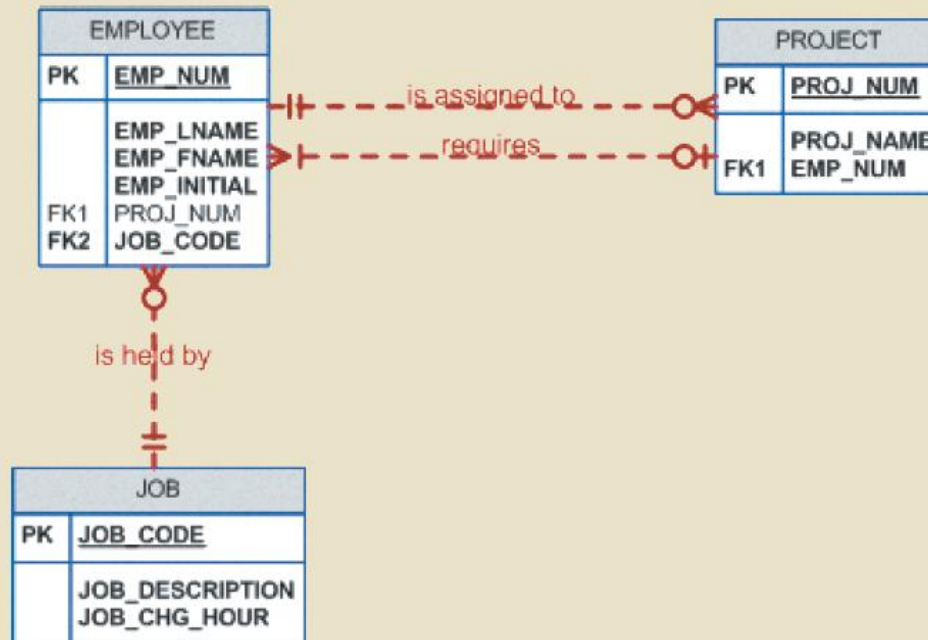 EMPLOYEE
PK EMP_NUM
EMP_LNAME
EMP_FNAME
EMP_INITIAL
FK1 PROJ_NUM
FK2 JOB_CODE
is assigned to
requires
PROJECT
PK PROJ_NUM
PROJ_NAME
FK1 EMP_NUM
is held by
JOB
PK JOB_CODE
JOB_DESCRIPTION
JOB_CHG_HOUR